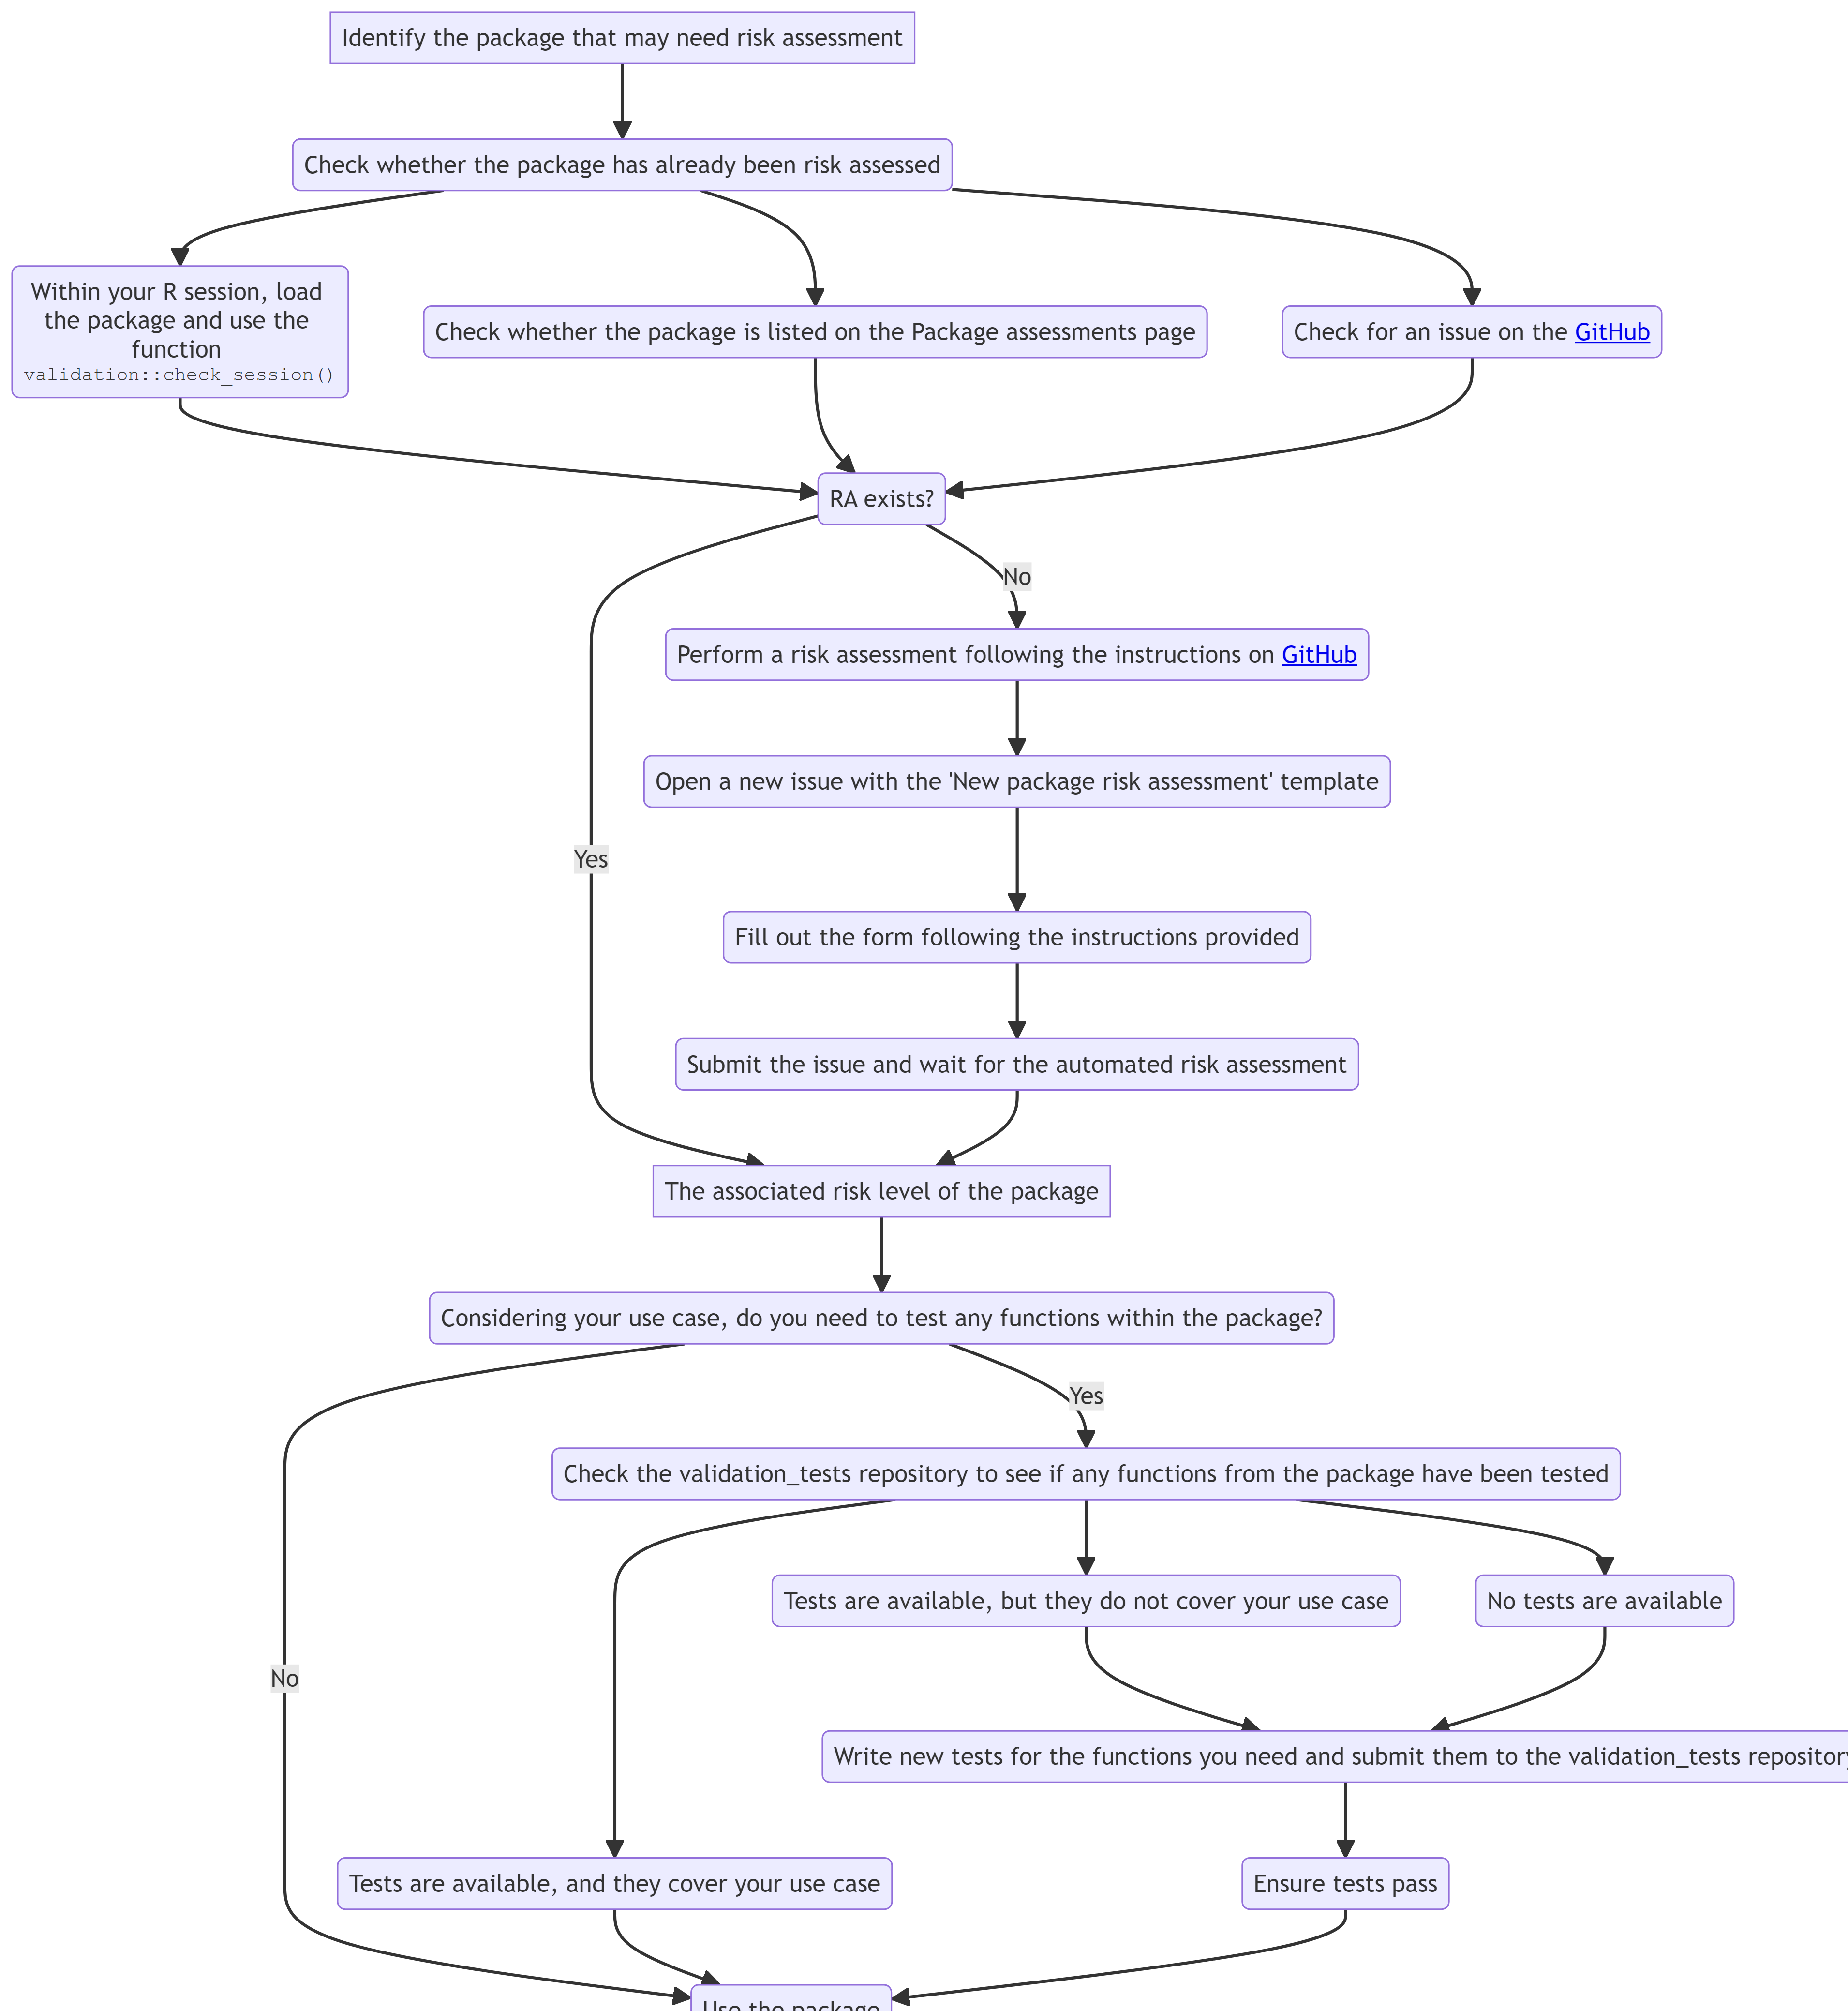 Identify the package that may need risk assessment
Check whether the package has already been risk assessed
Within your R session, load
the package and use the
function
validation::check_session()
Check whether the package is listed on the Package assessments page
Check for an issue on the GitHub
RA exists?
No
Perform a risk assessment following the instructions on GitHub
Open a new issue with the 'New package risk assessment' template
Yes
Fill out the form following the instructions provided
Submit the issue and wait for the automated risk assessment
The associated risk level of the package
Considering your use case, do you need to test any functions within the package?
Yes
Check the validation_tests repository to see if any functions from the package have been tested
Tests are available, but they do not cover your use case
No tests are available
No
Write new tests for the functions you need and submit them to the validation_tests repository
Tests are available, and they cover your use case
Ensure tests pass
Use the package